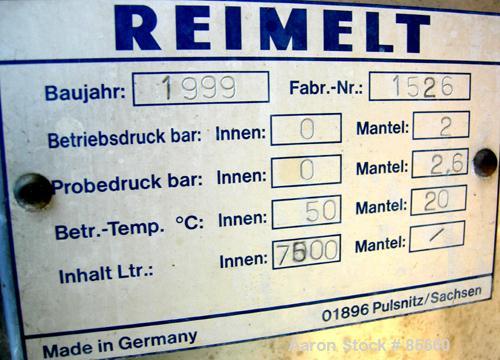 REIMELT
Baujahr: 1999 Fabr.-Nr.: 1526
Betriebsdruck bar: Innen: 0 Mantel: 2
Probedruck bar: Innen: 0 Mantel: 2,6
Betr.-Temp. °C: Innen: 50 Mantel: 20
Inhalt Ltr.: Innen: 7500 Mantel: /
Made in Germany 01896 Pulsnitz/Sachsen
Aaron Stock # 85560